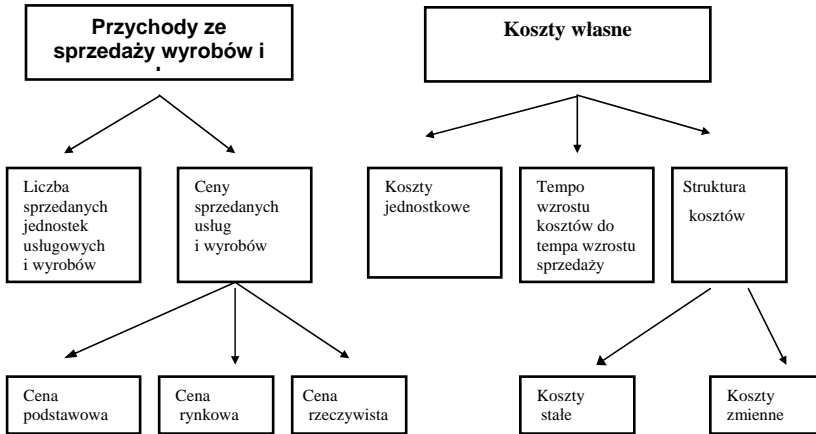 Przychody ze
sprzedaży wyrobów i
Koszty własne
Liczba
sprzedanych
jednostek
usługowych
i wyrobów
Ceny
sprzedanych
usług
i wyrobów
Koszty
jednostkowe
Tempo
wzrostu
kosztów do
tempa wzrostu
sprzedaży
Struktura
kosztów
Cena
podstawowa
Cena
rynkowa
Cena
rzeczywista
Koszty
stałe
Koszty
zmienne